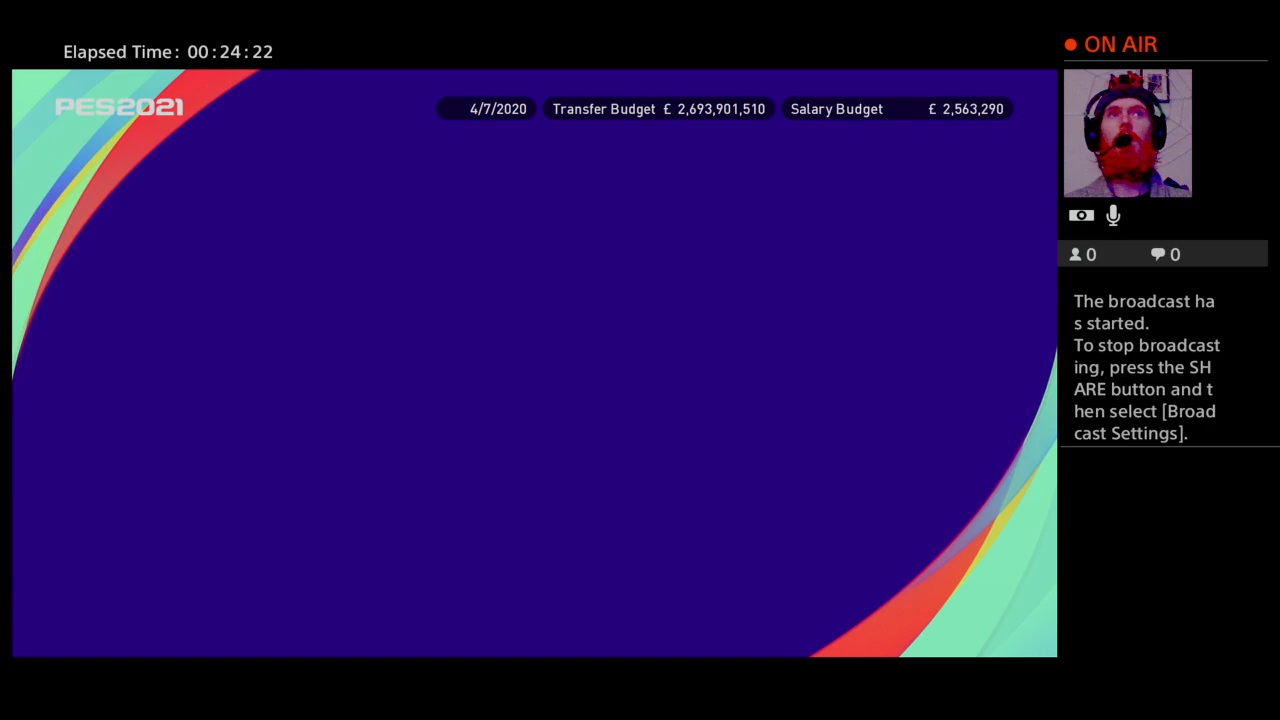 Elapsed Time: 00:24:22
ON AIR
PES2021
4/7/2020 Transfer Budget £ 2,693,901,510 Salary Budget £ 2,563,290
0 0
The broadcast ha
s started.
To stop broadcast
ing, press the SH
ARE button and t
hen select [Broad
cast Settings].